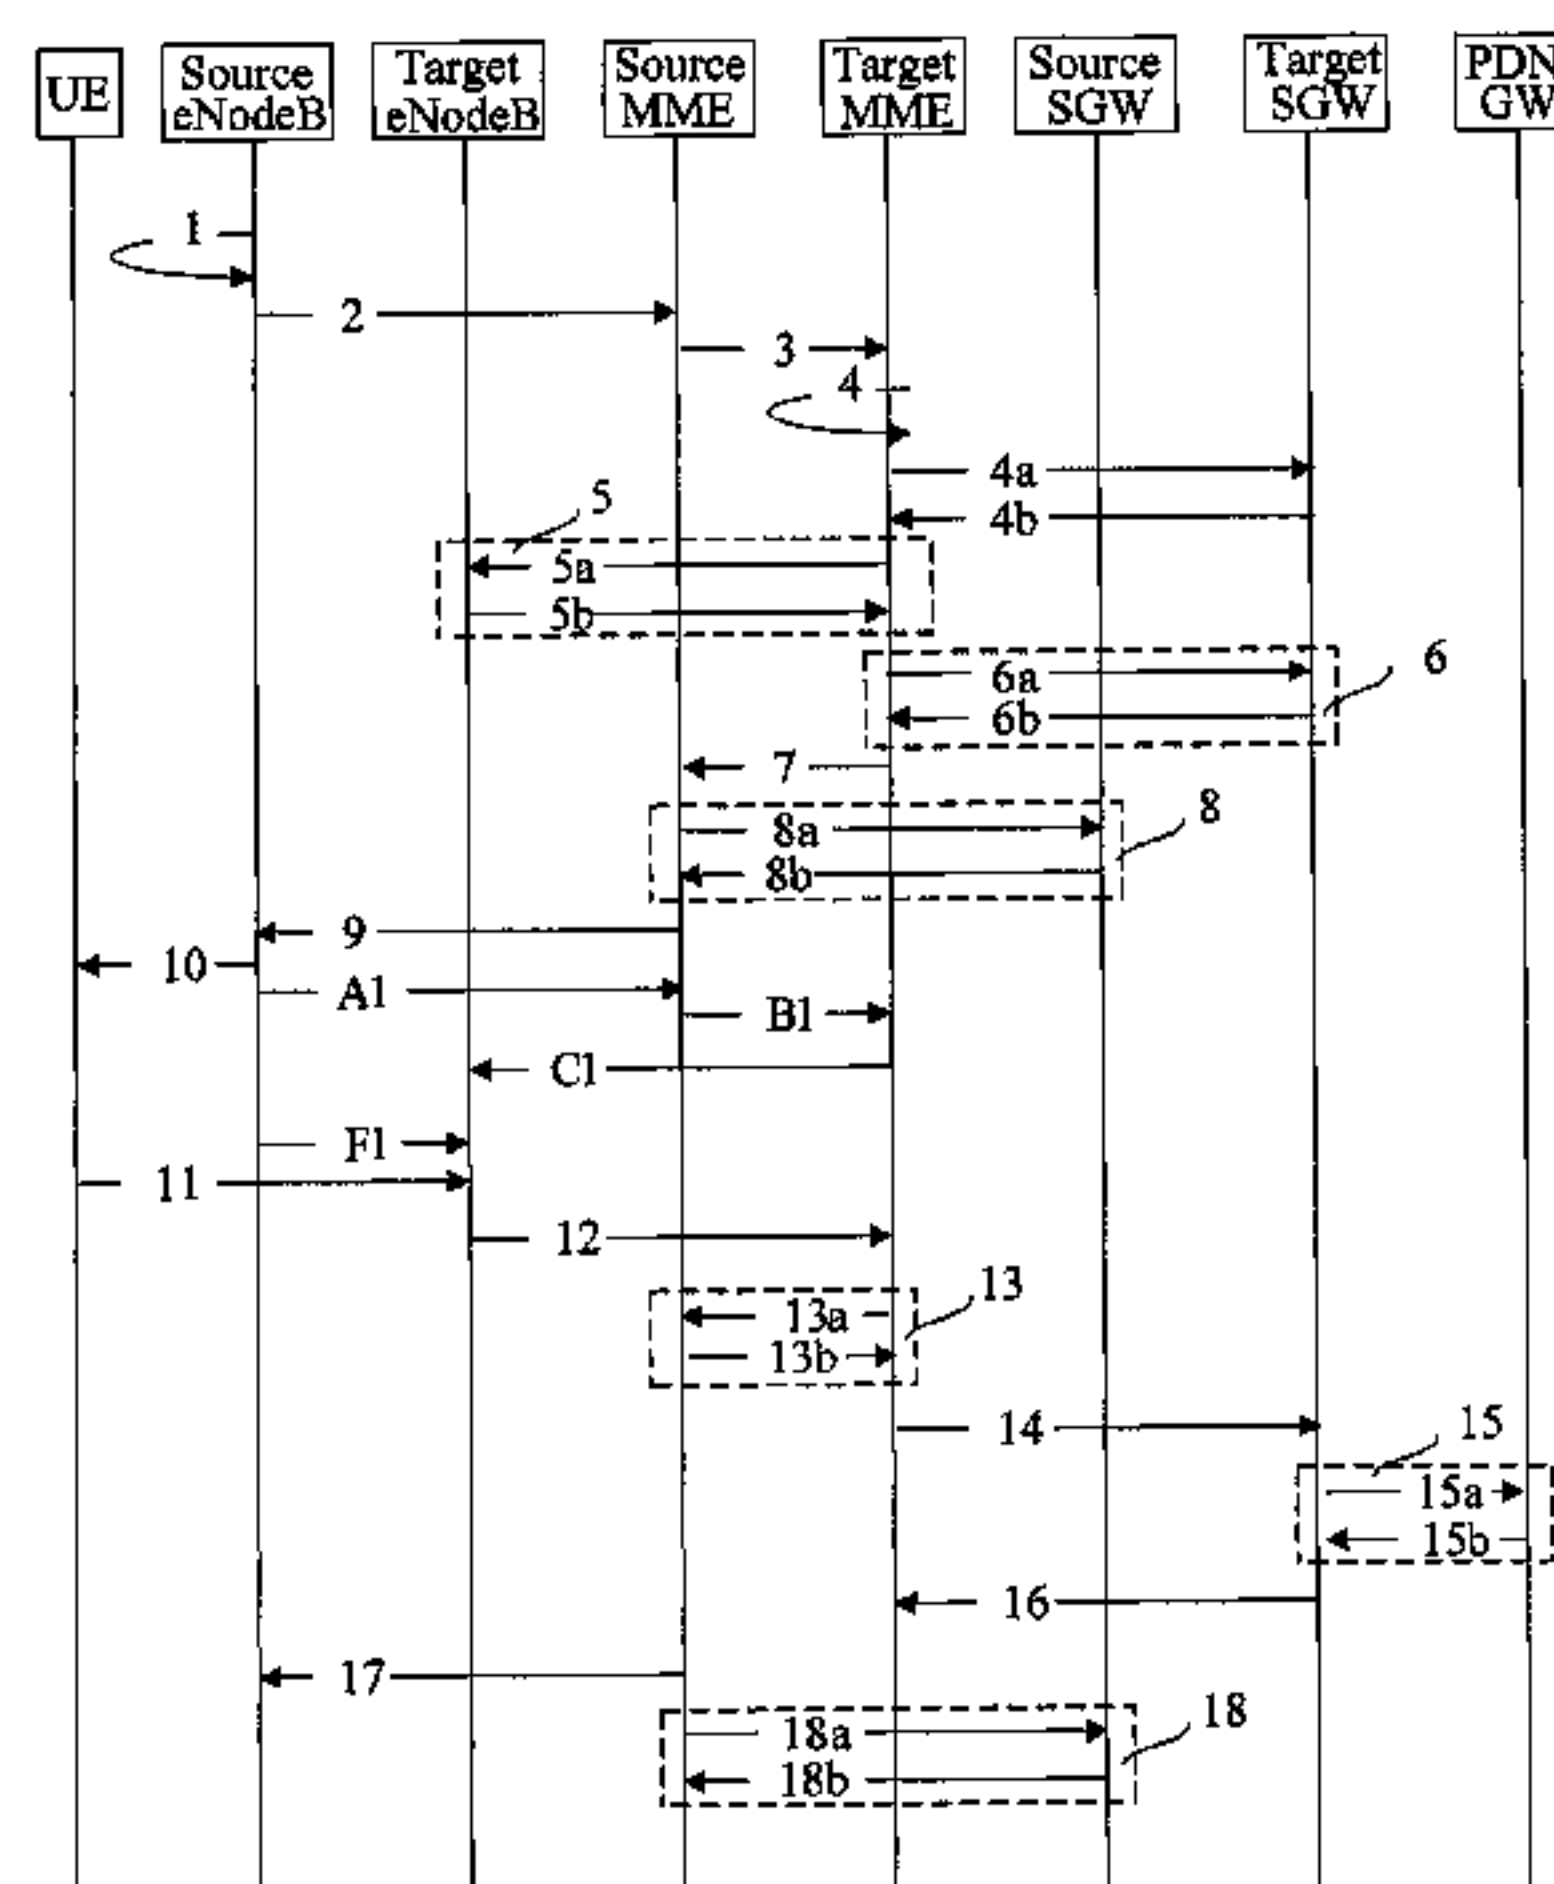 UE
Source
eNodeB
Target
eNodeB
Source
MME
Target
MME
Source
SGW
Target
SGW
PDN
GW
1
2
3
4
4a
4b
5
5a
5b
6
6a
6b
7
8
8a
8b
9
10
A1
B1
C1
F1
11
12
13
13a
13b
14
15
15a
15b
16
17
18
18a
18b